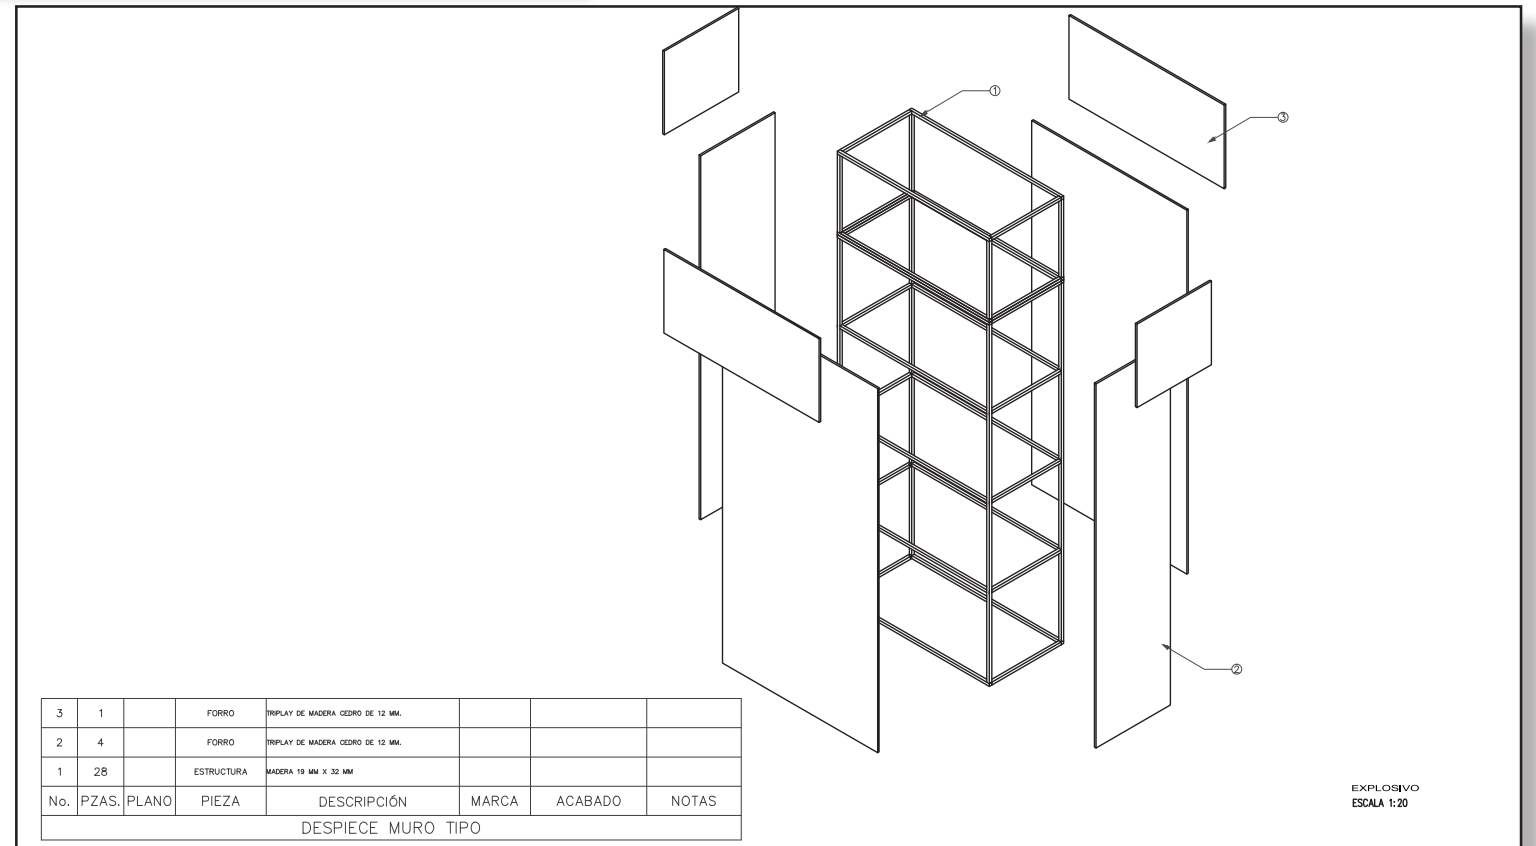 1
3
2
3 1 FORRO TRIPLAY DE MADERA CEDRO DE 12 MM.
2 4 FORRO TRIPLAY DE MADERA CEDRO DE 12 MM.
1 28 ESTRUCTURA MADERA 19 MM X 32 MM
No. PZAS. PLANO PIEZA DESCRIPCIÓN MARCA ACABADO NOTAS
DESPIECE MURO TIPO
EXPLOSIVO
ESCALA 1:20